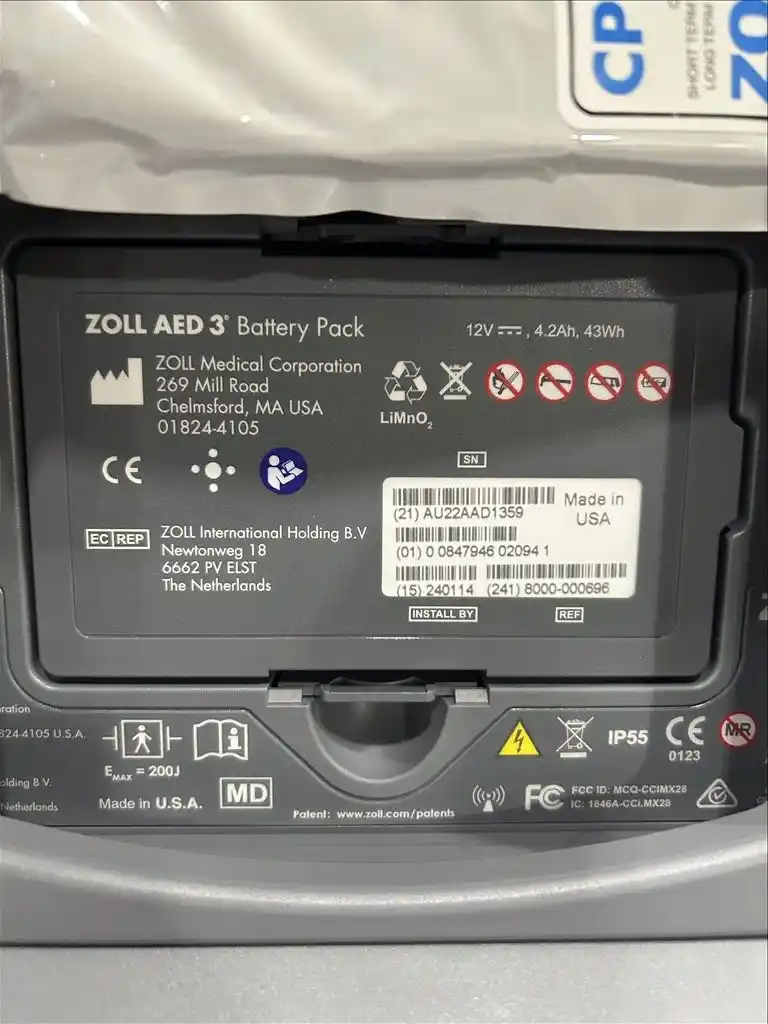 CP
SHORT TERM
LONG TERM
ZO
ZOLL AED 3® Battery Pack
12V, 4.2Ah, 43Wh
ZOLL Medical Corporation
269 Mill Road
Chelmsford, MA USA
01824-4105
LiMnO2
CE
SN
(21) AU22AAD1359
Made in
USA
(01) 0 0847946 02094 1
(15) 240114 (241) 8000-000696
INSTALL BY
REF
EC REP
ZOLL International Holding B.V
Newtonweg 18
6662 PV ELST
The Netherlands
ration
824-4105 U.S.A.
olding B V.
Netherlands
EMAX = 200J
Made in U.S.A.
MD
Patent: www.zoll.com/patents
IP55
CE
0123
MR
FC
FCC ID: MCQ-CCIMX28
IC: 1846A-CCi.MX28